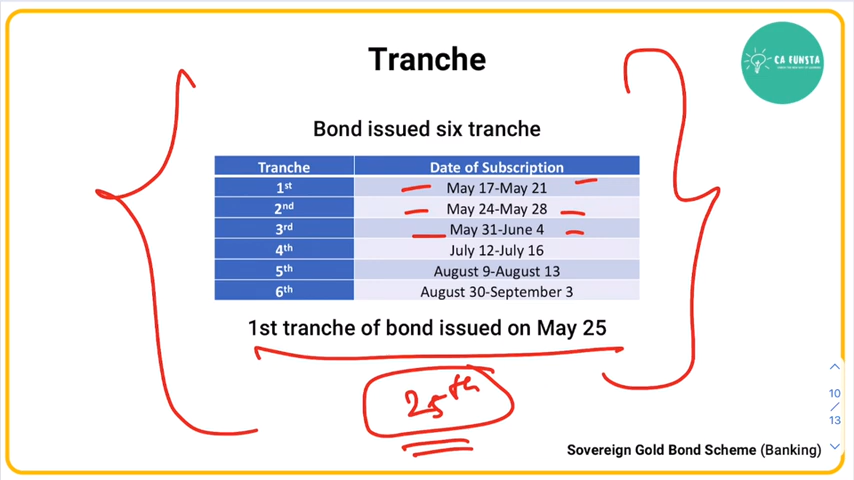 Tranche
CA FUNSTA
Bond issued six tranche
Tranche Date of Subscription
1st May 17-May 21
2nd May 24-May 28
3rd May 31-June 4
4th July 12-July 16
5th August 9-August 13
6th August 30-September 3
1st tranche of bond issued on May 25
25th
10
/
13
Sovereign Gold Bond Scheme (Banking)